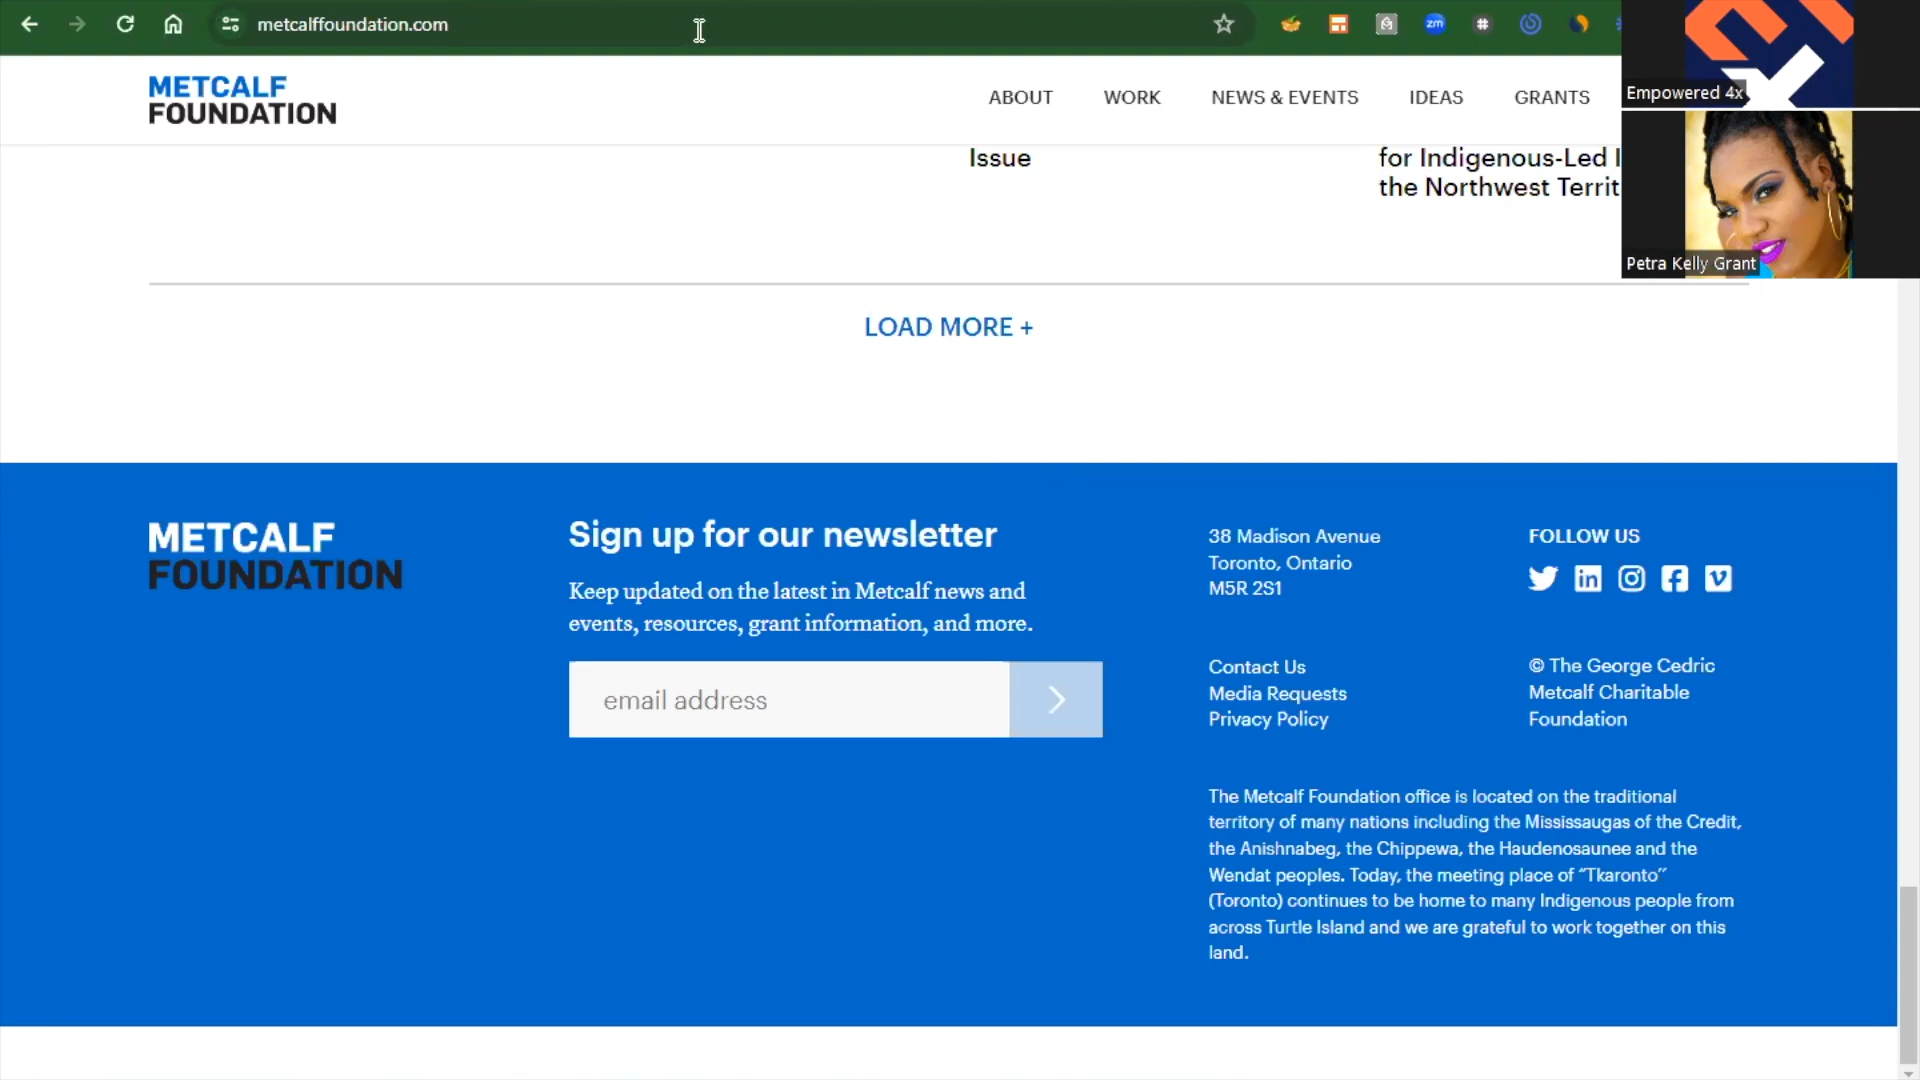 metcalffoundation.com
zm
METCALF
FOUNDATION
ABOUT
WORK
NEWS & EVENTS
IDEAS
GRANTS
Empowered 4x
Petra Kelly Grant
Issue
for Indigenous-Led I
the Northwest Territ
LOAD MORE +
METCALF
FOUNDATION
Sign up for our newsletter
Keep updated on the latest in Metcalf news and
events, resources, grant information, and more.
email address
38 Madison Avenue
Toronto, Ontario
M5R 2S1
FOLLOW US
in
Contact Us
Media Requests
Privacy Policy
© The George Cedric
Metcalf Charitable
Foundation
The Metcalf Foundation office is located on the traditional
territory of many nations including the Mississaugas of the Credit,
the Anishnabeg, the Chippewa, the Haudenosaunee and the
Wendat peoples. Today, the meeting place of “Tkaronto”
(Toronto) continues to be home to many Indigenous people from
across Turtle Island and we are grateful to work together on this
land.